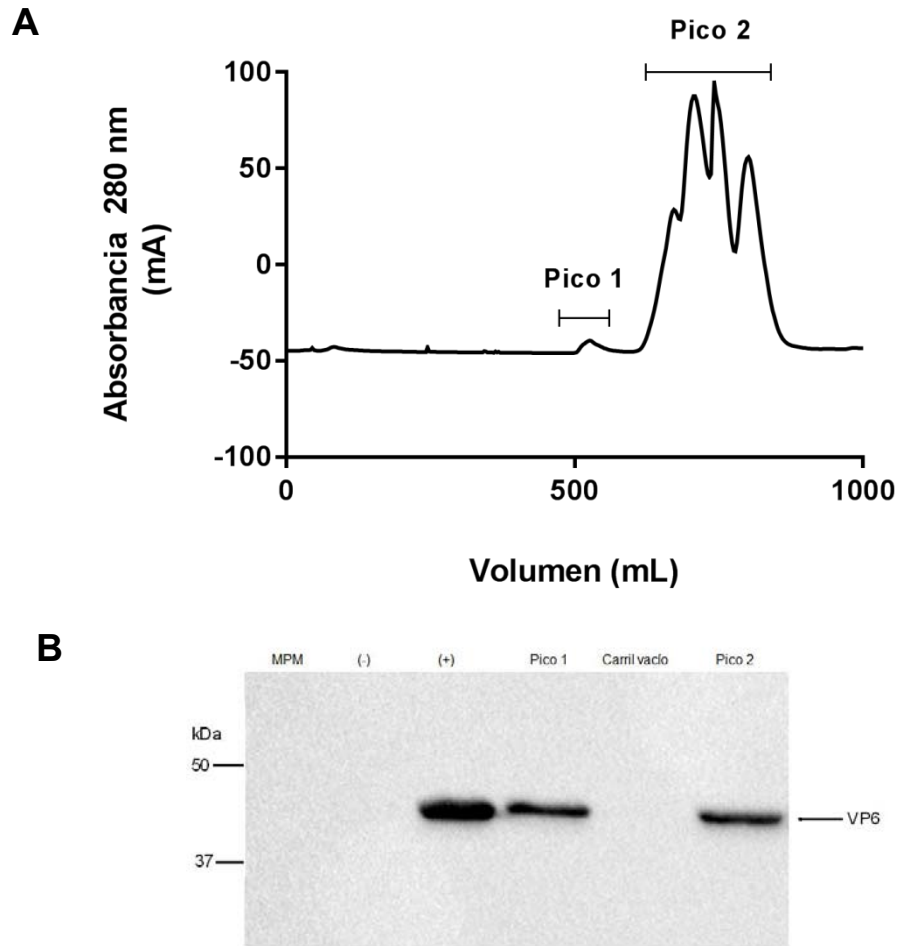 A
Pico 2
100
50
0
-50
-100
Absorbancia 280 nm
(mA)
Pico 1
0
500
1000
Volumen (mL)
B
MPM
(-)
(+)
Pico 1
Carril vacío
Pico 2
kDa
50
37
VP6